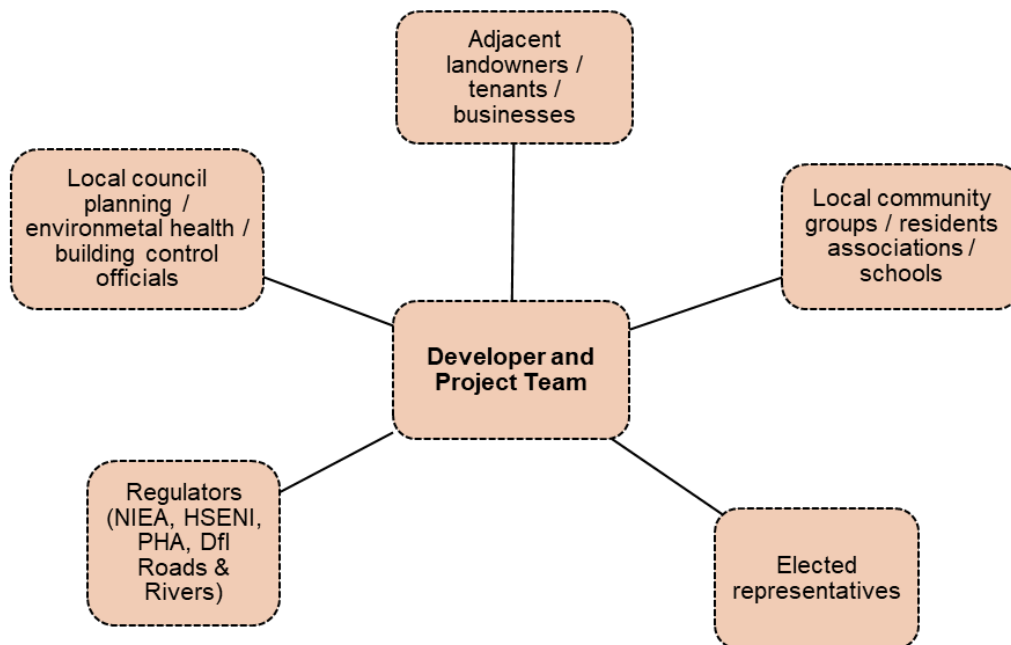 Adjacent
landowners /
tenants /
businesses
Local council
planning /
environmetal health /
building control
officials
Local community
groups / residents
associations /
schools
Developer and
Project Team
Regulators
(NIEA, HSENI,
PHA, DfI
Roads &
Rivers)
Elected
representatives